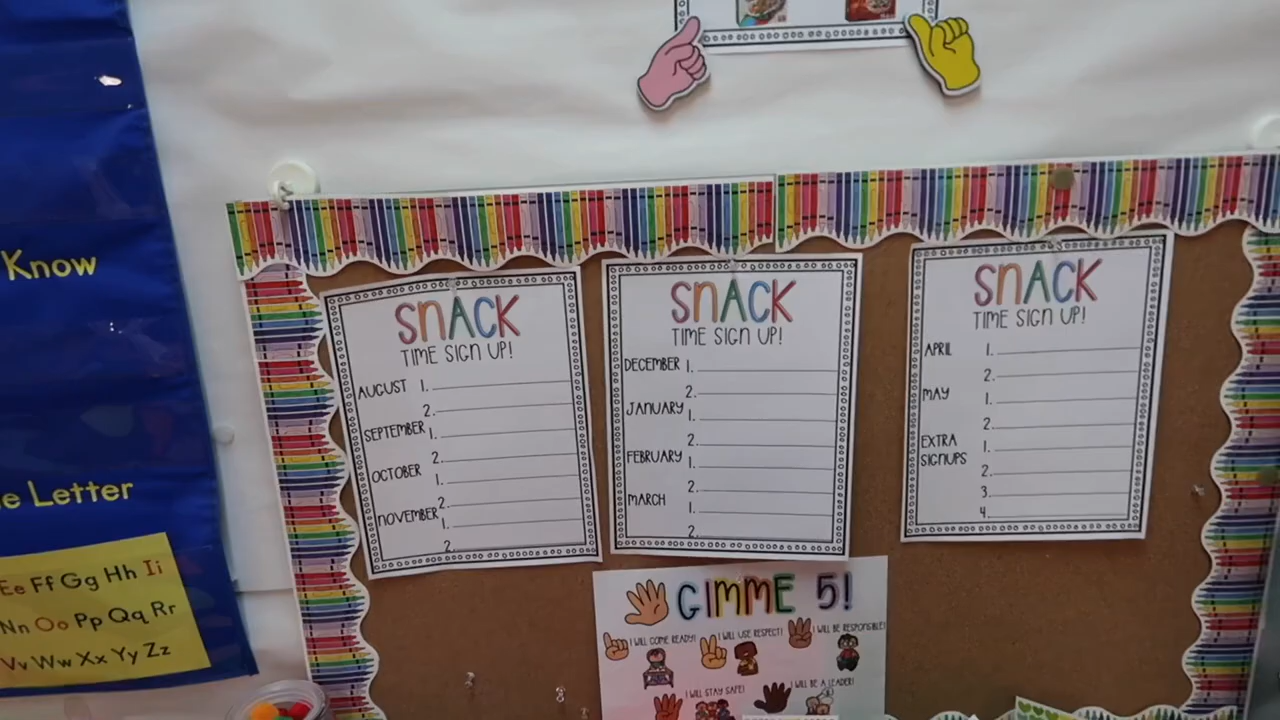 Know
e Letter
Ee Ff Gg Hh Ii
Nn Oo Pp Qq Rr
Vv Ww Xx Yy Zz
SNACK
TIME SIGN UP!
AUGUST 1.
2.
SEPTEMBER 1.
2.
OCTOBER 1.
2.
NOVEMBER 1.
2.
SNACK
TIME SIGN UP!
DECEMBER 1.
2.
JANUARY 1.
2.
FEBRUARY 1.
2.
MARCH 1.
2.
SNACK
TIME SIGN UP!
APRIL 1.
2.
MAY 1.
2.
EXTRA 1.
SIGNUPS 2.
3.
4.
GIMME 5!
I WILL COME READY! I WILL USE RESPECT! I WILL BE RESPONSIBLE!
I WILL STAY SAFE! I WILL BE A LEADER!